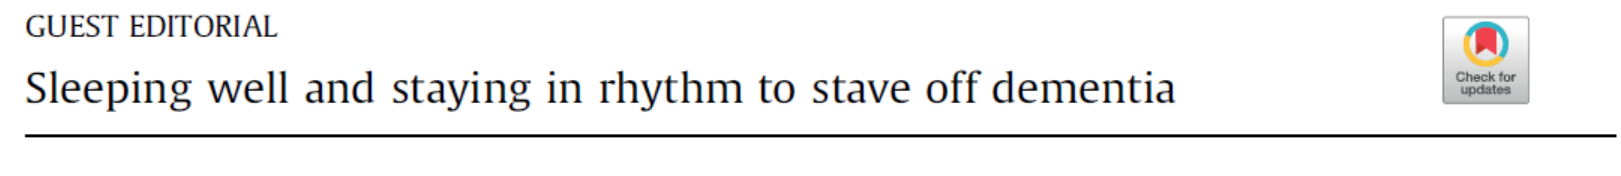 GUEST EDITORIAL
Sleeping well and staying in rhythm to stave off dementia
Check for
updates